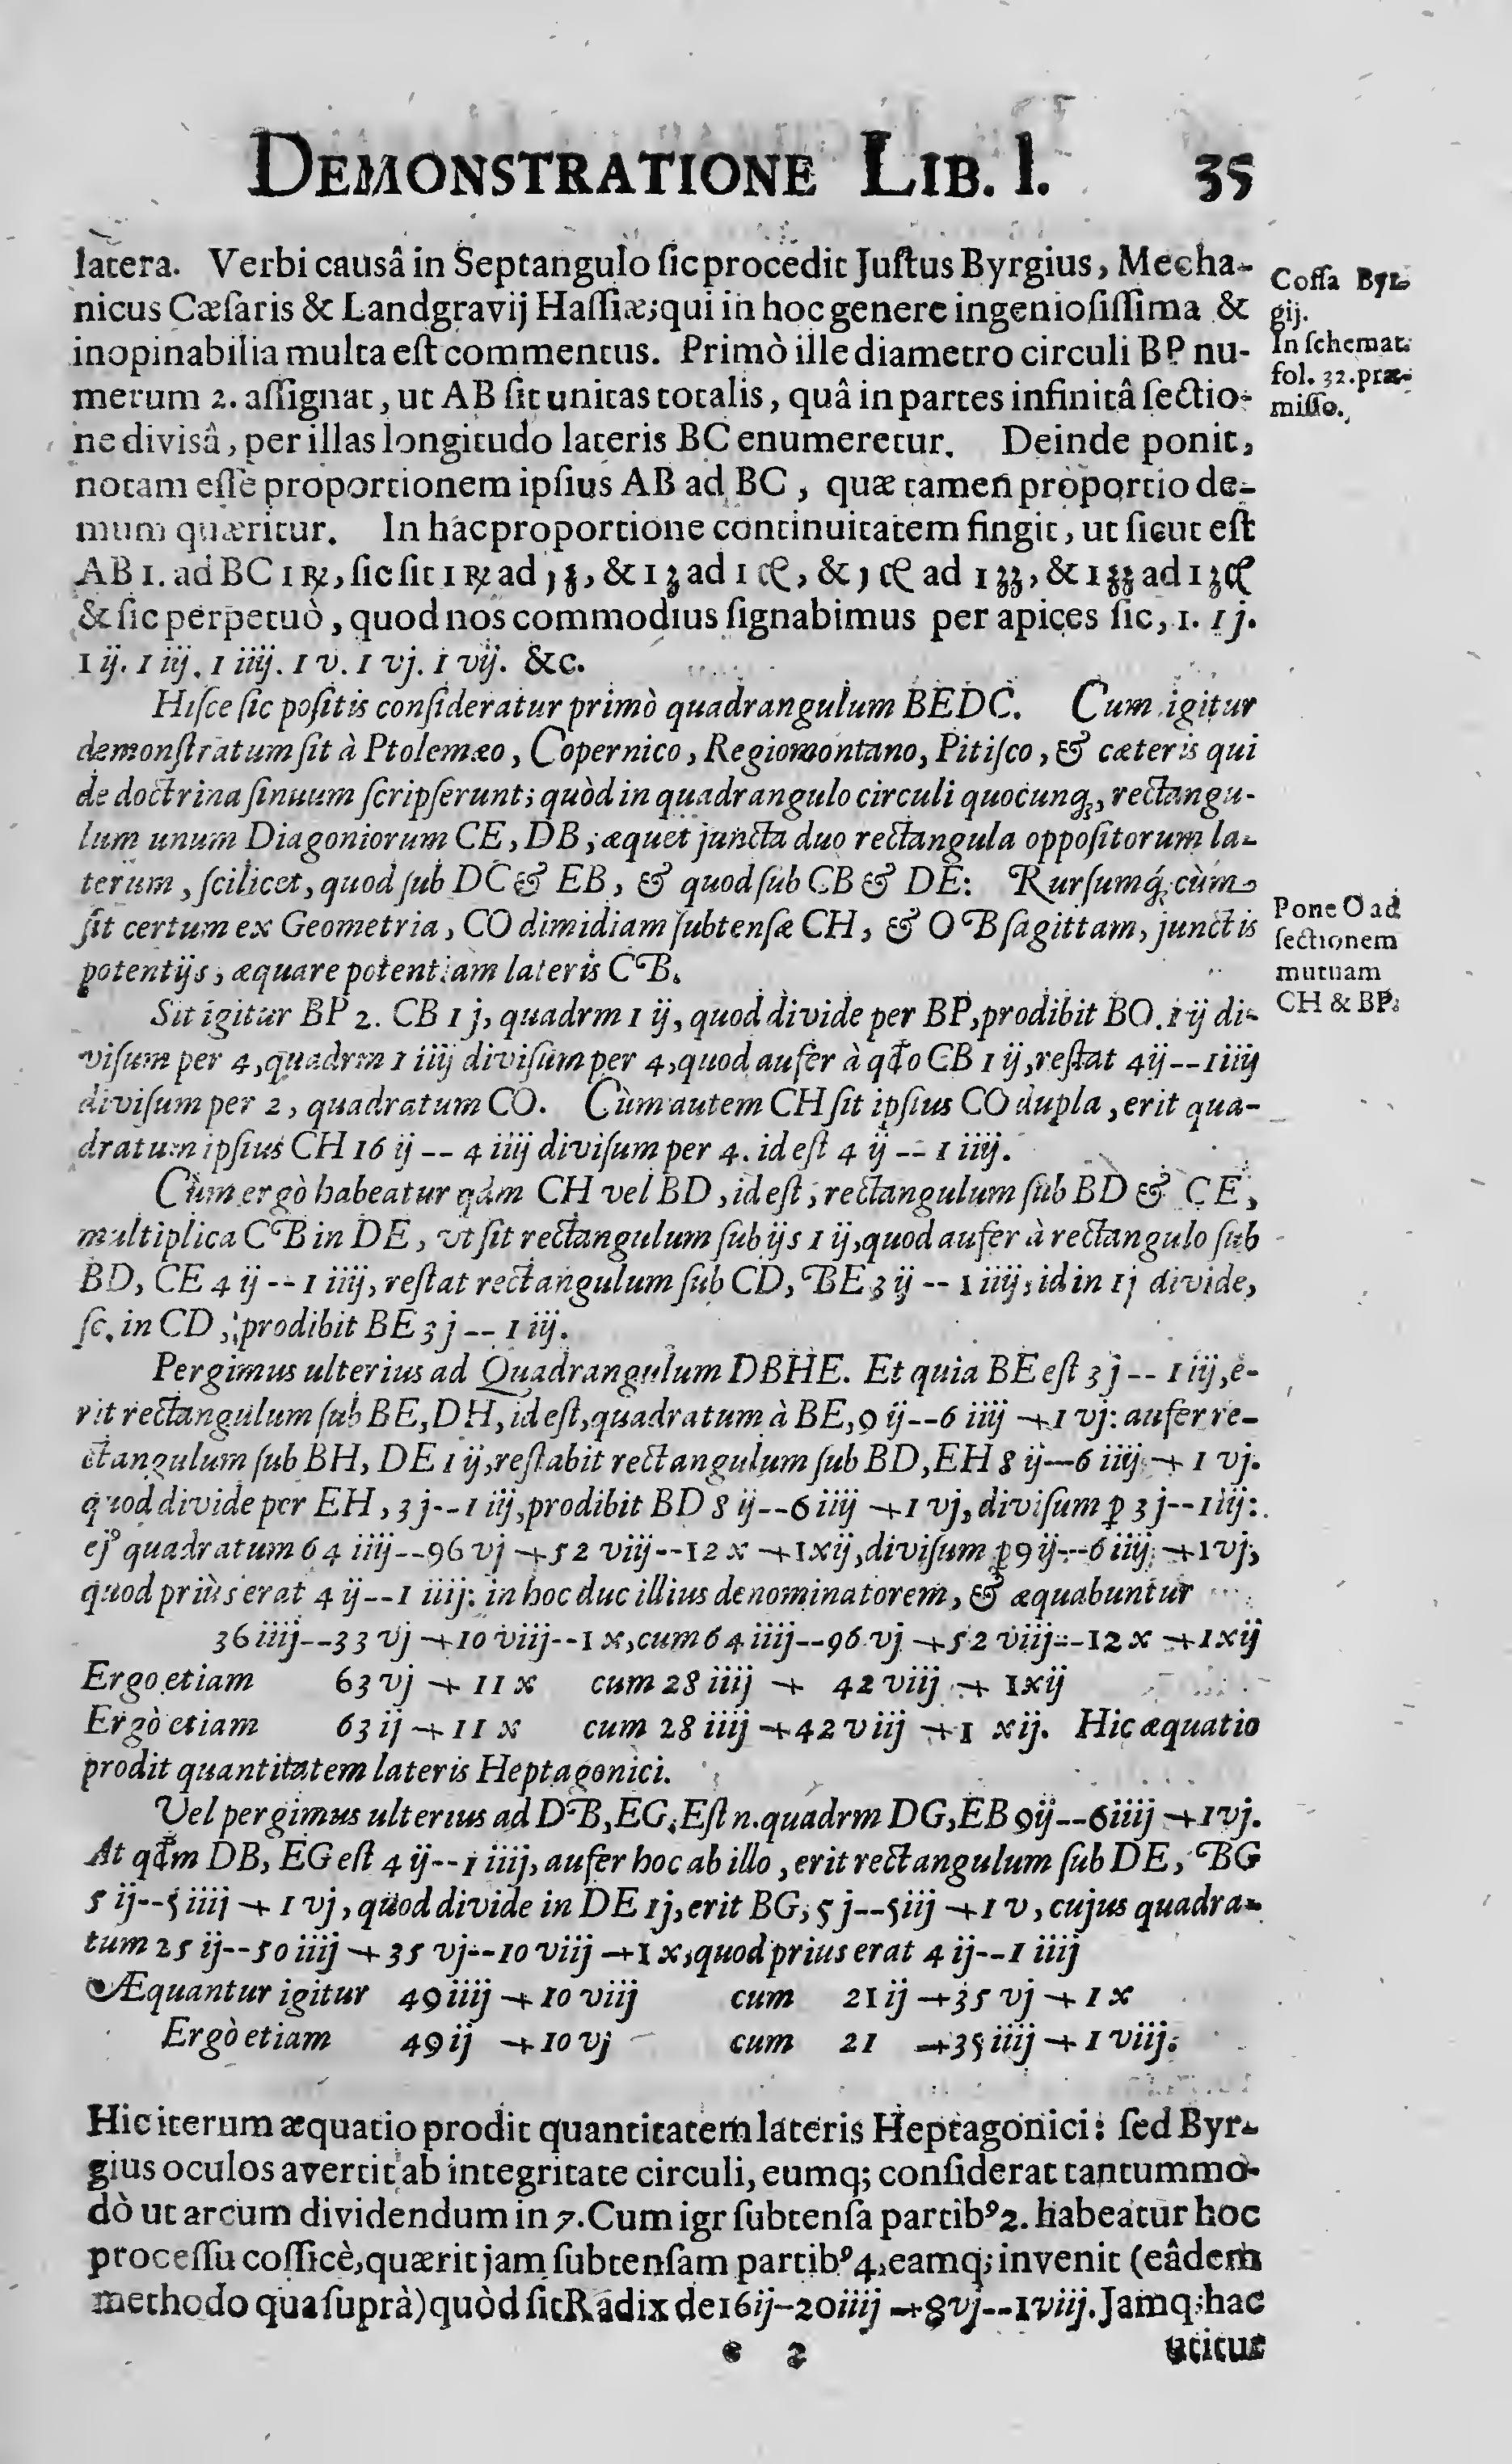 DEMONSTRATIONE LIB. I. 35
latera. Verbi causâ in Septangulo sic procedit Justus Byrgius, Mecha-
nicus Cæsaris & Landgravij Hassiæ; qui in hoc genere ingeniosissima &
inopinabilia multa est commentus. Primò ille diametro circuli BP nu-
merum 2. assignat, ut AB sit unitas totalis, quâ in partes infinitâ sectio-
ne divisâ, per illas longitudo lateris BC enumeretur. Deinde ponit,
notam esse proportionem ipsius AB ad BC, quæ tamen proportio de-
mum quæritur. In hac proportione continuitatem fingit, ut sicut est
AB 1. ad BC 1 ℞, sic sit 1 ℞ ad j ʒ, & 1 ʒ ad 1 cſ, & j cſ ad 1 ʒʒ, & 1 ʒʒ ad 1 ʒcſ
& sic perpetuò, quod nos commodius signabimus per apices sic, 1. 1 j.
1 ij. 1 iij. 1 iiij. 1 v. 1 vj. 1 vij. &c.
Hisce sic positis consideratur primò quadrangulum BEDC. Cum igitur
demonstratum sit à Ptolemæo, Copernico, Regiomontano, Pitisco, & cæteris qui
de doctrina sinuum scripserunt; quòd in quadrangulo circuli quocunq;, rectangu-
lum unum Diagoniorum CE, DB, æquet juncta duo rectangula oppositorum la-
terum, scilicet, quod sub DC & EB, & quod sub CB & DE: Rursumq́; cùm
sit certum ex Geometria, CO dimidiam subtensæ CH, & OB sagittam, junctis
potentijs, æquare potentiam lateris CB.
Sit igitur BP 2. CB 1 j, quadrm 1 ij, quod divide per BP, prodibit BO. 1 ij di-
visum per 4, quadrm 1 iiij divisum per 4, quod aufer à qdto CB 1 ij, restat 4 ij -- 1 iiij
divisum per 2, quadratum CO. Cùm autem CH sit ipsius CO dupla, erit qua-
dratum ipsius CH 16 ij -- 4 iiij divisum per 4. id est 4 ij -- 1 iiij.
Cùm ergò habeatur qdm CH vel BD, id est, rectangulum sub BD & CE,
multiplica CB in DE, ut sit rectangulum sub ijs 1 ij, quod aufer à rectangulo sub
BD, CE 4 ij -- 1 iiij, restat rectangulum sub CD, BE 3 ij -- 1 iiij, id in 1 j divide,
sc. in CD, prodibit BE 3 j -- 1 iij.
Pergimus ulterius ad Quadrangulum DBHE. Et quia BE est 3 j -- 1 iij, e-
rit rectangulum sub BE, DH, id est, quadratum à BE, 9 ij -- 6 iiij + 1 vj: aufer re-
ctangulum sub BH, DE 1 ij, restabit rectangulum sub BD, EH 8 ij -- 6 iiij + 1 vj.
quod divide per EH, 3 j -- 1 iij, prodibit BD 8 ij -- 6 iiij + 1 vj, divisum ꝑ 3 j -- 1 iij:
ejꝰ quadratum 64 iiij -- 96 vj + 52 viij -- 12 x + 1 xij, divisum ꝑ 9 ij -- 6 iiij + 1 vj,
quod priùs erat 4 ij -- 1 iiij: in hoc duc illius denominatorem, & æquabuntur
36 iiij -- 33 vj + 10 viij -- 1 x, cum 64 iiij -- 96 vj + 52 viij -- 12 x + 1 xij
Ergo etiam 63 vj + 11 x cum 28 iiij + 42 viij + 1 xij
Ergò etiam 63 ij + 11 x cum 28 iiij + 42 viij + 1 xij. Hic æquatio
prodit quantitatem lateris Heptagonici.
Vel pergimus ulterius ad DB, EG. Est n. quadrm DG, EB 9 ij -- 6 iiij + 1 vj.
At qdtm DB, EG est 4 ij -- 1 iiij, aufer hoc ab illo, erit rectangulum sub DE, BG
5 ij -- 5 iiij + 1 vj, quod divide in DE 1 j, erit BG, 5 j -- 5 iij + 1 v, cujus quadra-
tum 25 ij -- 50 iiij + 35 vj -- 10 viij + 1 x, quod prius erat 4 ij -- 1 iiij
Æquantur igitur 49 iiij + 10 viij cum 21 ij + 35 vj + 1 x
Ergò etiam 49 ij + 10 vj cum 21 + 35 iiij + 1 viij.
Hic iterum æquatio prodit quantitatem lateris Heptagonici: sed Byr-
gius oculos avertit ab integritate circuli, eumq; considerat tantummo-
dò ut arcum dividendum in 7. Cum igr subtensa partibꝰ 2. habeatur hoc
processu cossicè, quærit jam subtensam partibꝰ 4, eamq; invenit (eâdem
methodo qua suprà) quòd sit Radix de 16 ij -- 20 iiij + 8 vj -- 1 viij. Jamq; hac
* 2 utitur
Cossa Byr-
gij.
In schemat.
fol. 32. præ-
misso.
Pone O ad
sectionem
mutuam
CH & BP.